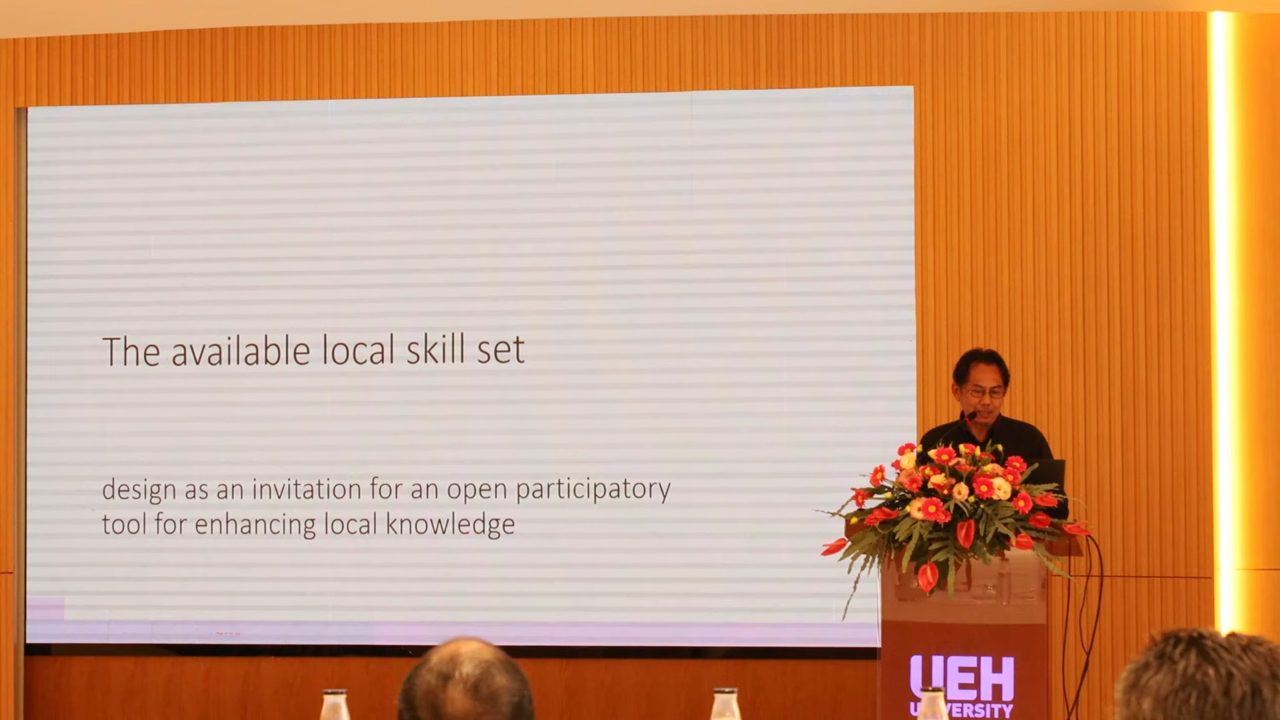 The available local skill set
design as an invitation for an open participatory
tool for enhancing local knowledge
UEH
UNIVERSITY